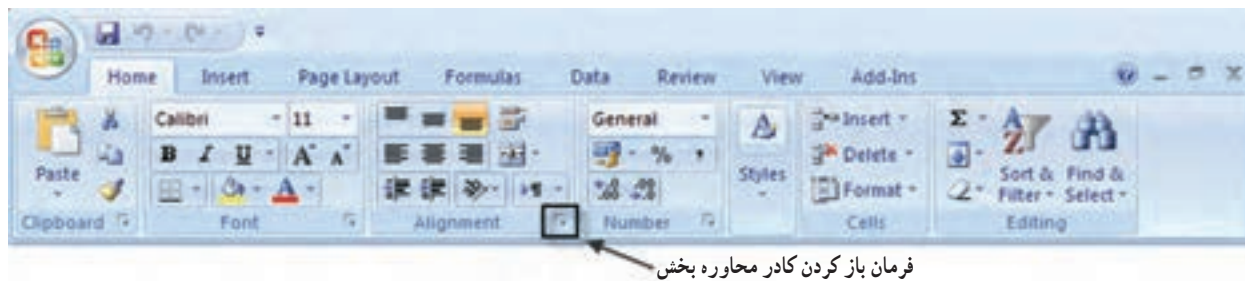 Home Insert Page Layout Formulas Data Review View Add-Ins
Calibri 11 General Insert
B I U A A % , Delete
Paste A Styles Format Sort & Filter Find & Select
Clipboard Font Alignment Number Cells Editing
فرمان باز کردن کادر محاوره بخش